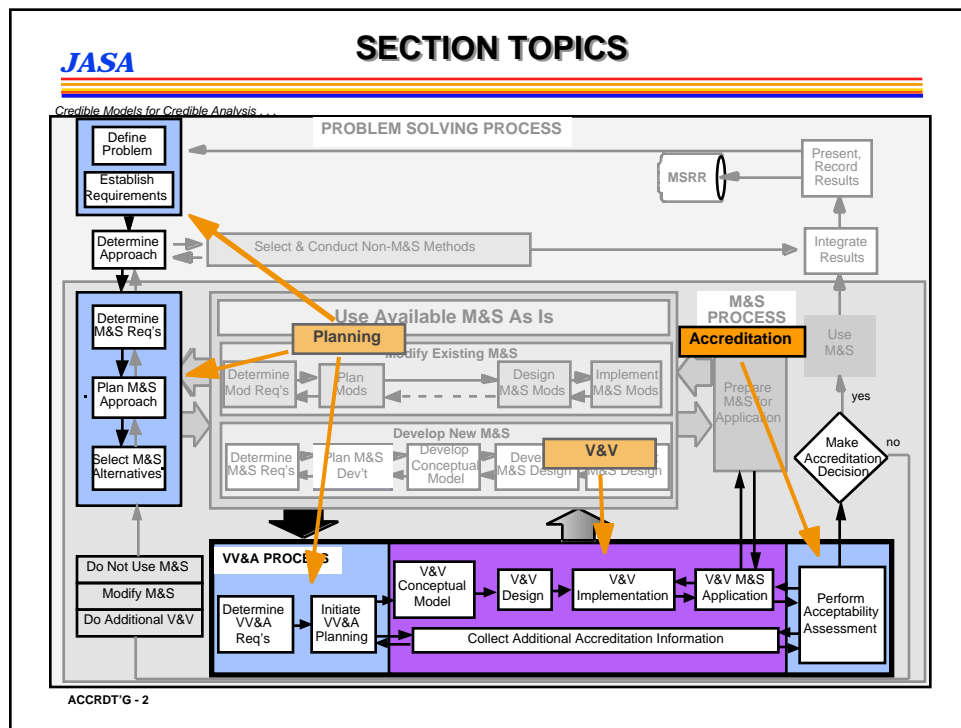 SECTION TOPICS
JASA
Credible Models for Credible Analysis . . .
PROBLEM SOLVING PROCESS
Define
Problem
Establish
Requirements
MSRR
Present,
Record
Results
Determine
Approach
Select & Conduct Non-M&S Methods
Integrate
Results
Determine
M&S Req's
Plan M&S
Approach
Select M&S
Alternatives
Use Available M&S As Is
Planning
Modify Existing M&S
Determine
Mod Req's
Plan
Mods
Design
M&S Mods
Implement
M&S Mods
Develop New M&S
Determine
M&S Req's
Plan M&S
Dev't
Develop
Conceptual
Model
V&V
M&S Design
M&S Design
M&S
PROCESS
Accreditation
Prepare
M&S for
Application
Use
M&S
yes
no
Make
Accreditation
Decision
Do Not Use M&S
Modify M&S
Do Additional V&V
VV&A PROCESS
Determine
VV&A
Req's
Initiate
VV&A
Planning
V&V
Conceptual
Model
V&V
Design
V&V
Implementation
V&V M&S
Application
Collect Additional Accreditation Information
Perform
Acceptability
Assessment
ACCRDT'G - 2